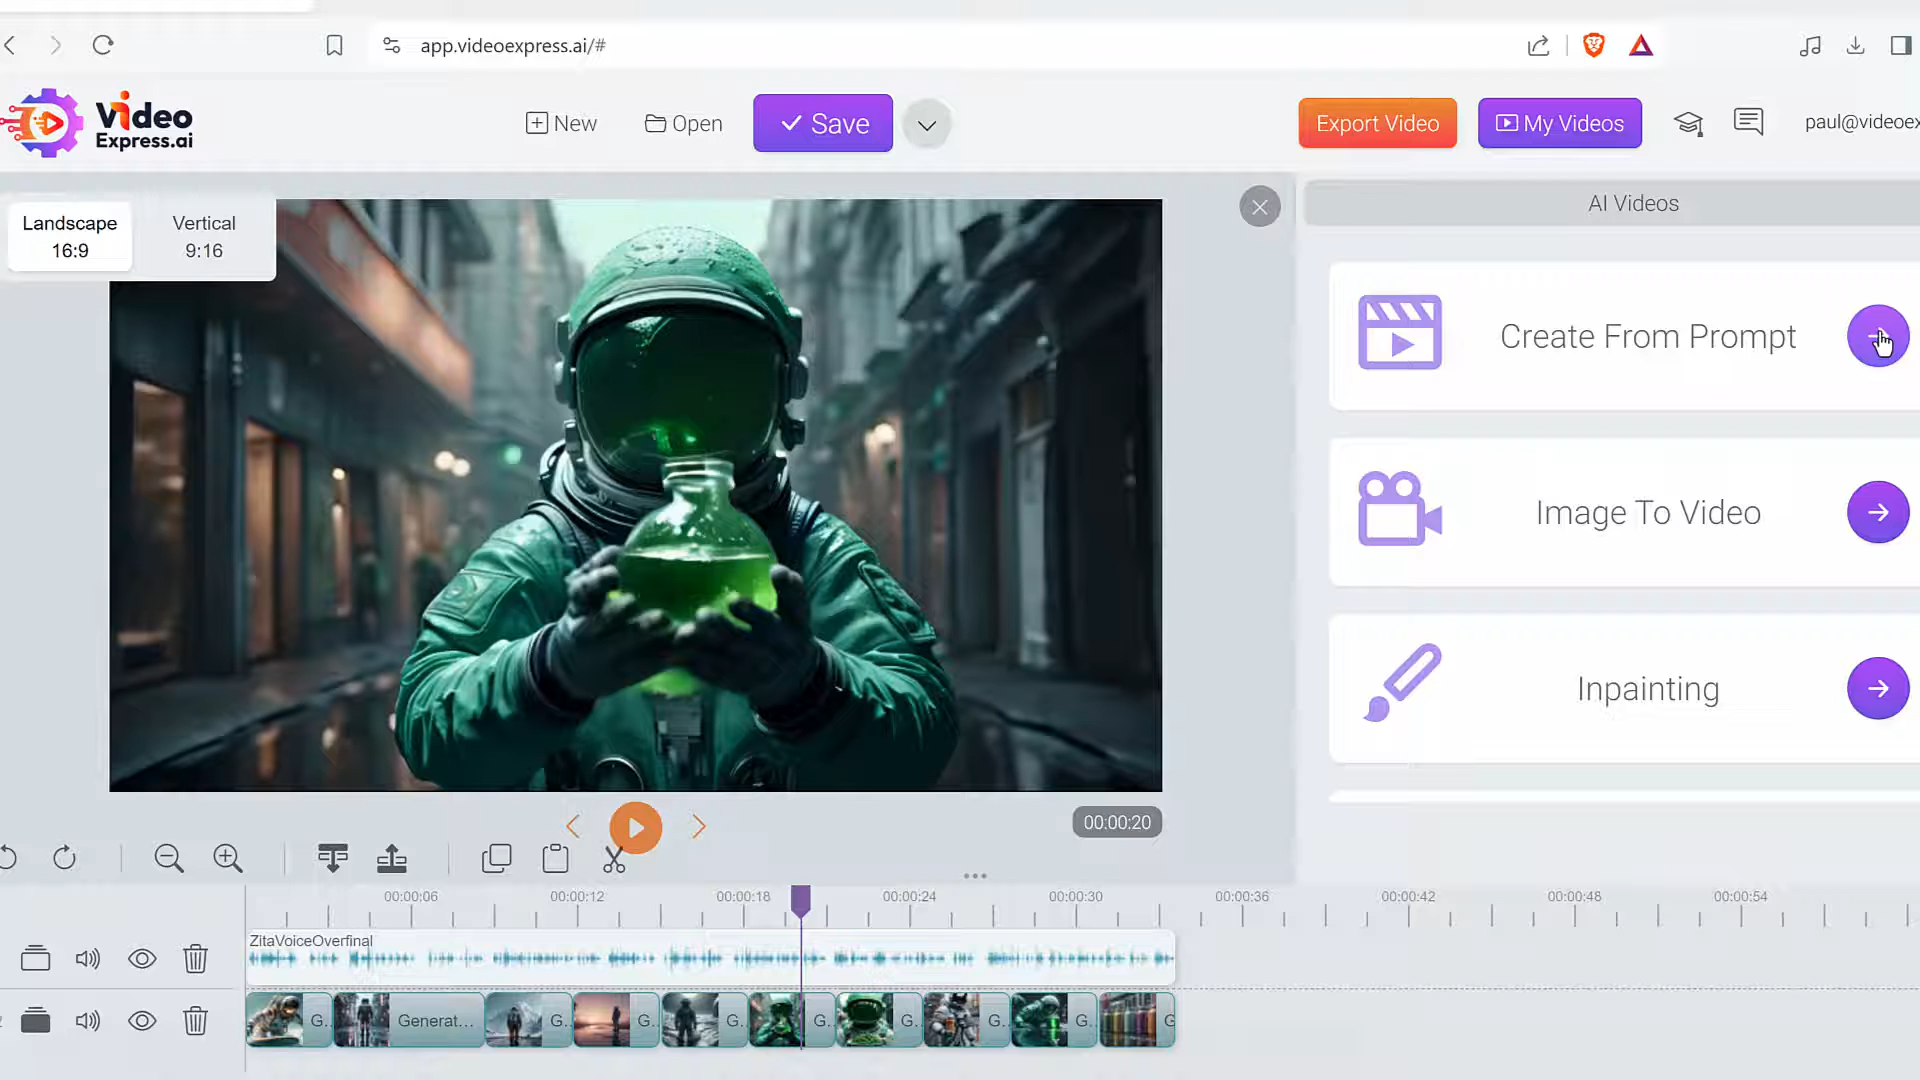 app.videoexpress.ai/#
Video
Express.ai
New
Open
Save
Export Video
My Videos
paul@videoex
Landscape
16:9
Vertical
9:16
AI Videos
Create From Prompt
Image To Video
Inpainting
00:00:20
00:00:06
00:00:12
00:00:18
00:00:24
00:00:30
00:00:36
00:00:42
00:00:48
00:00:54
ZitaVoiceOverfinal
G..
Generat...
G..
G..
G..
G..
G..
G..
G..
G